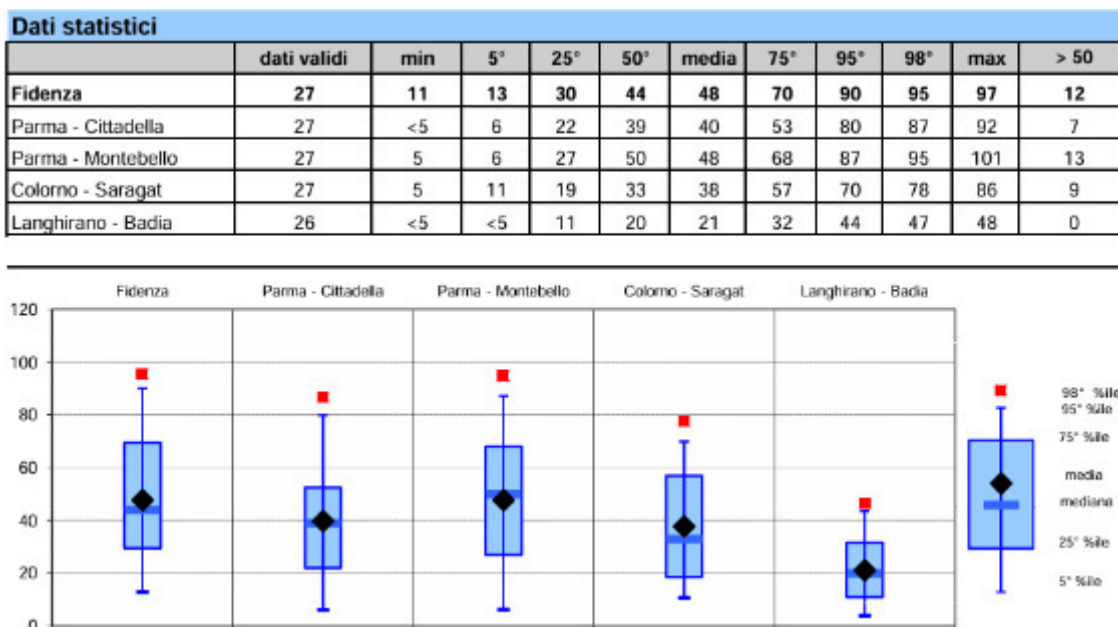 Dati statistici
dati validi min 5° 25° 50° media 75° 95° 98° max > 50
Fidenza 27 11 13 30 44 48 70 90 95 97 12
Parma - Cittadella 27 <5 6 22 39 40 53 80 87 92 7
Parma - Montebello 27 5 6 27 50 48 68 87 95 101 13
Colorno - Saragat 27 5 11 19 33 38 57 70 78 86 9
Langhirano - Badia 26 <5 <5 11 20 21 32 44 47 48 0
Fidenza Parma - Cittadella Parma - Montebello Colorno - Saragat Langhirano - Badia
120
100
80
60
40
20
0
98° %ile
95° %ile
75° %ile
media
mediana
25° %ile
5° %ile